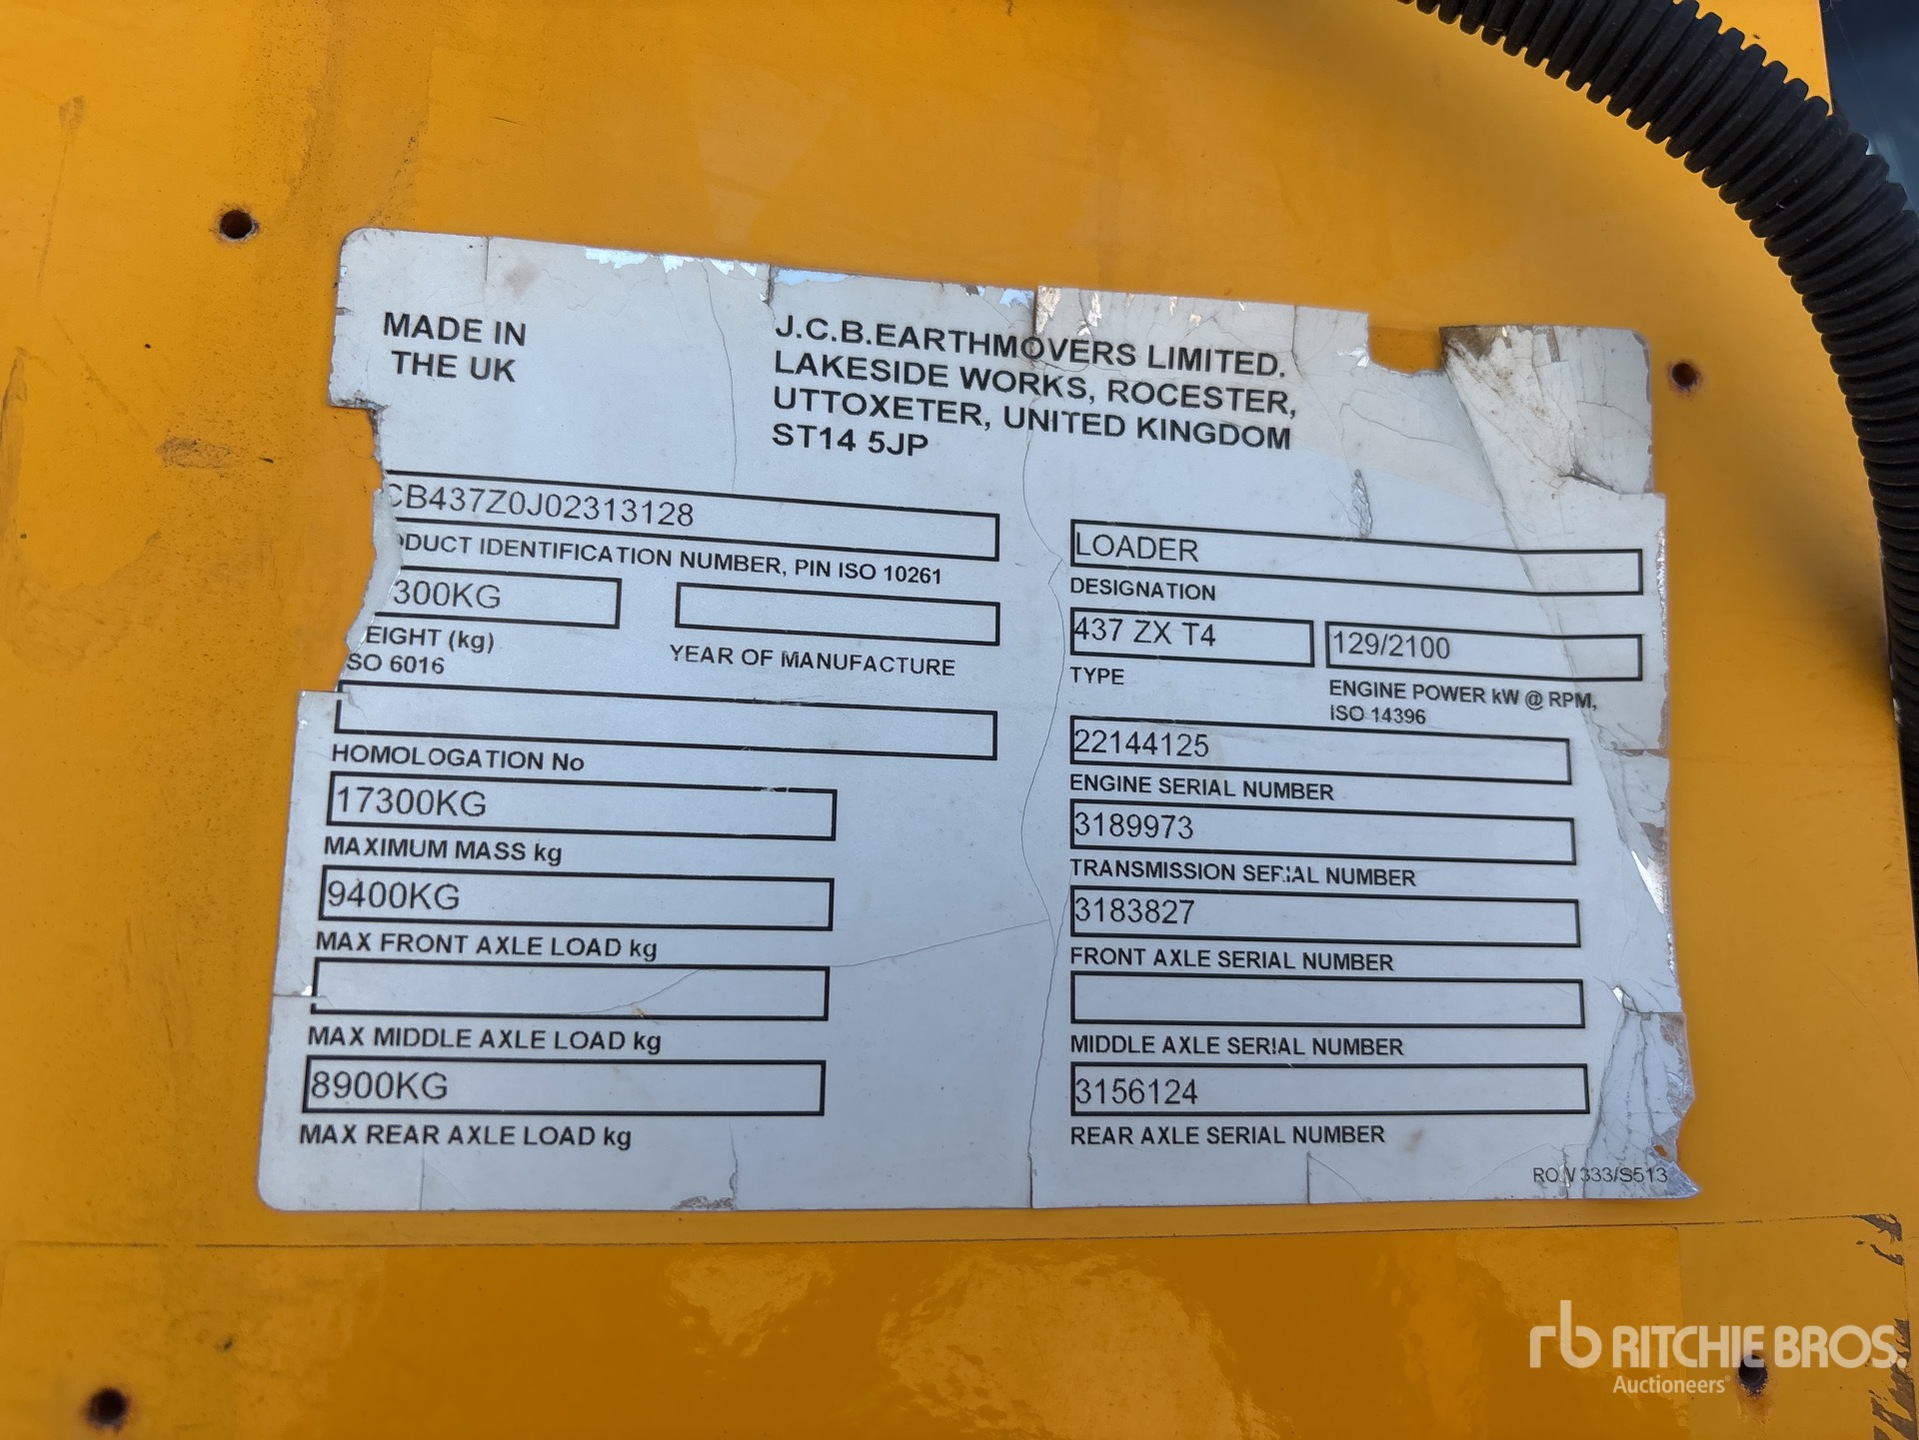 MADE IN
THE UK
J.C.B.EARTHMOVERS LIMITED.
LAKESIDE WORKS, ROCESTER,
UTTOXETER, UNITED KINGDOM
ST14 5JP
CB437Z0J02313128
DUCT IDENTIFICATION NUMBER, PIN ISO 10261
300KG
EIGHT (kg)
SO 6016
YEAR OF MANUFACTURE
HOMOLOGATION No
17300KG
MAXIMUM MASS kg
9400KG
MAX FRONT AXLE LOAD kg
MAX MIDDLE AXLE LOAD kg
8900KG
MAX REAR AXLE LOAD kg
LOADER
DESIGNATION
437 ZX T4
TYPE
129/2100
ENGINE POWER kW @ RPM,
ISO 14396
22144125
ENGINE SERIAL NUMBER
3189973
TRANSMISSION SERIAL NUMBER
3183827
FRONT AXLE SERIAL NUMBER
MIDDLE AXLE SERIAL NUMBER
3156124
REAR AXLE SERIAL NUMBER
333/S513
rb RITCHIE BROS.
Auctioneers